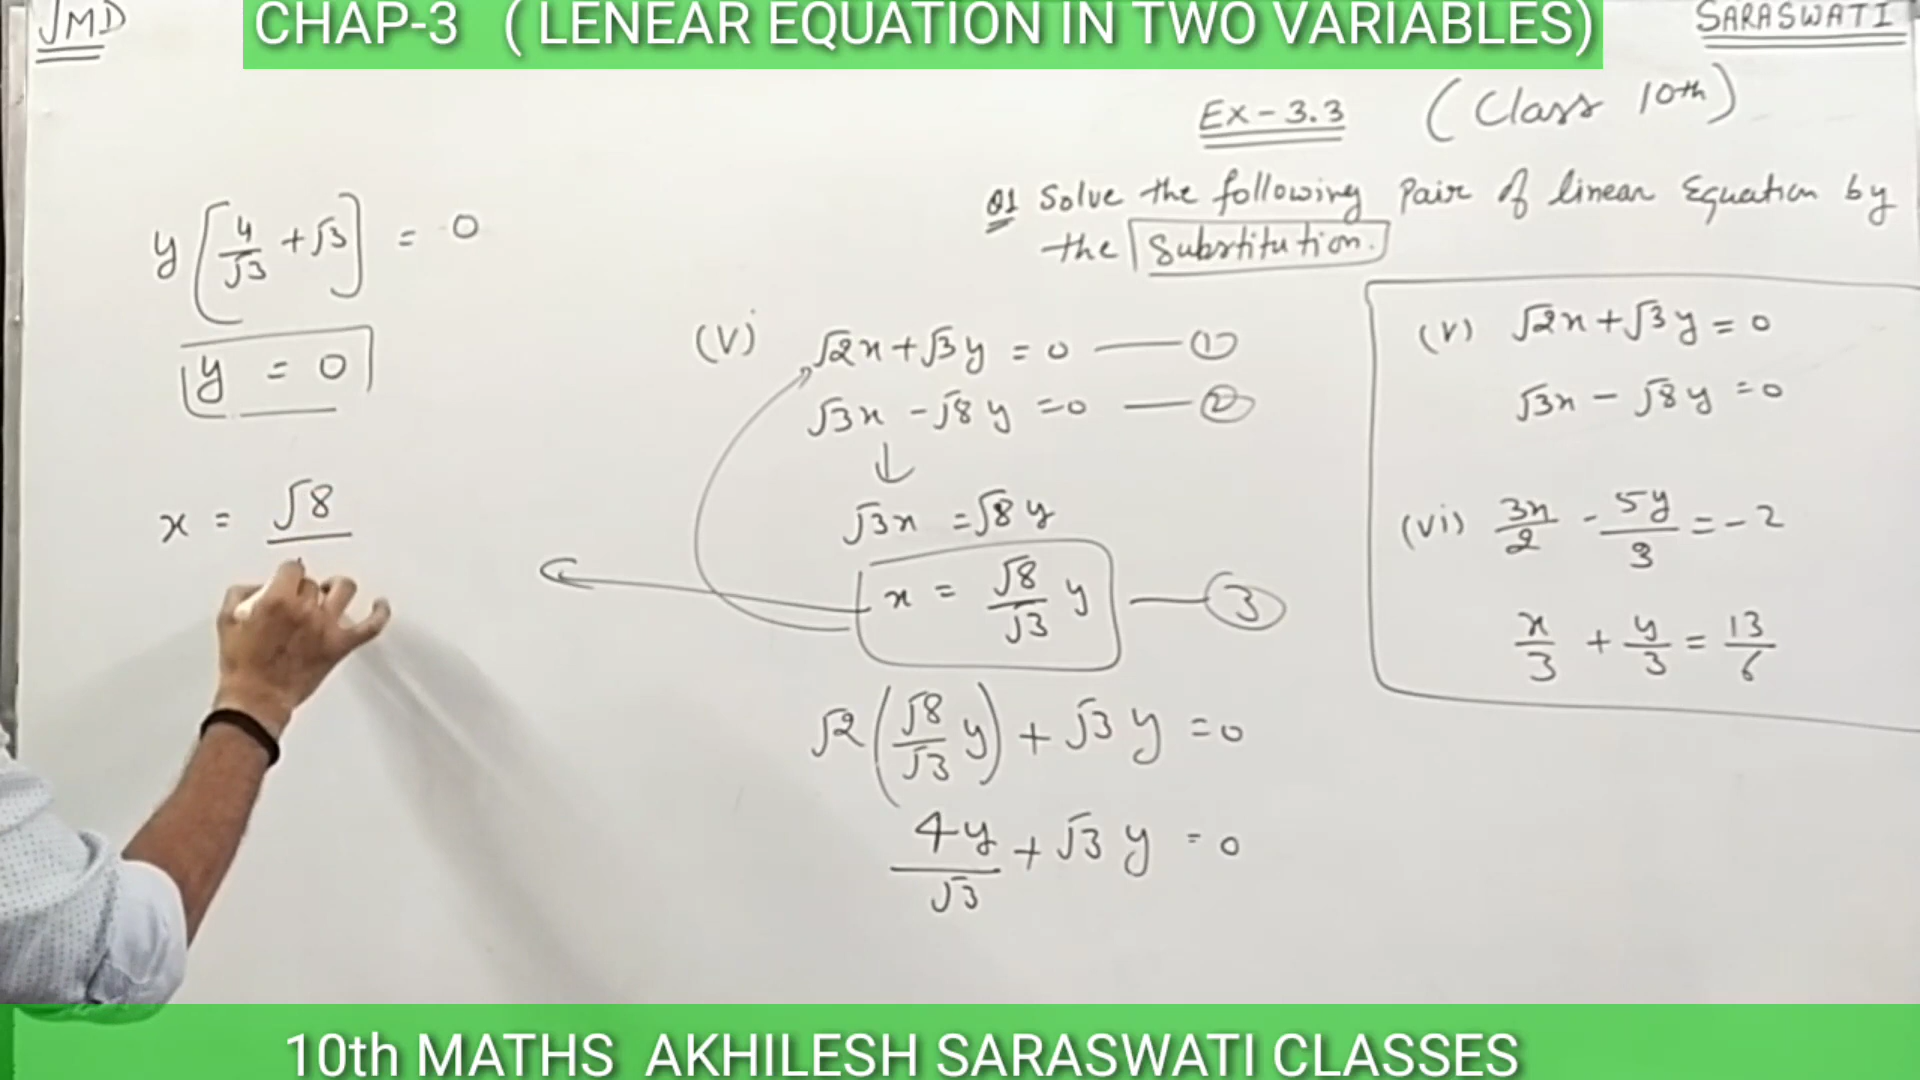 JMD
CHAP-3 ( LENEAR EQUATION IN TWO VARIABLES)
SARASWATI
Ex-3.3 (Class 10th)
Q1 Solve the following Pair of linear Equation by
the Substitution.
y[4/√3 + √3] = 0
y = 0
x = √8
(V) √2x + √3y = 0 — ①
√3x - √8y = 0 — ②
↓
√3x = √8y
x = √8/√3 y — ③
√2(√8/√3 y) + √3y = 0
4y/√3 + √3y = 0
(V) √2x + √3y = 0
√3x - √8y = 0
(Vi) 3x/2 - 5y/3 = -2
x/3 + y/3 = 13/6
10th MATHS AKHILESH SARASWATI CLASSES